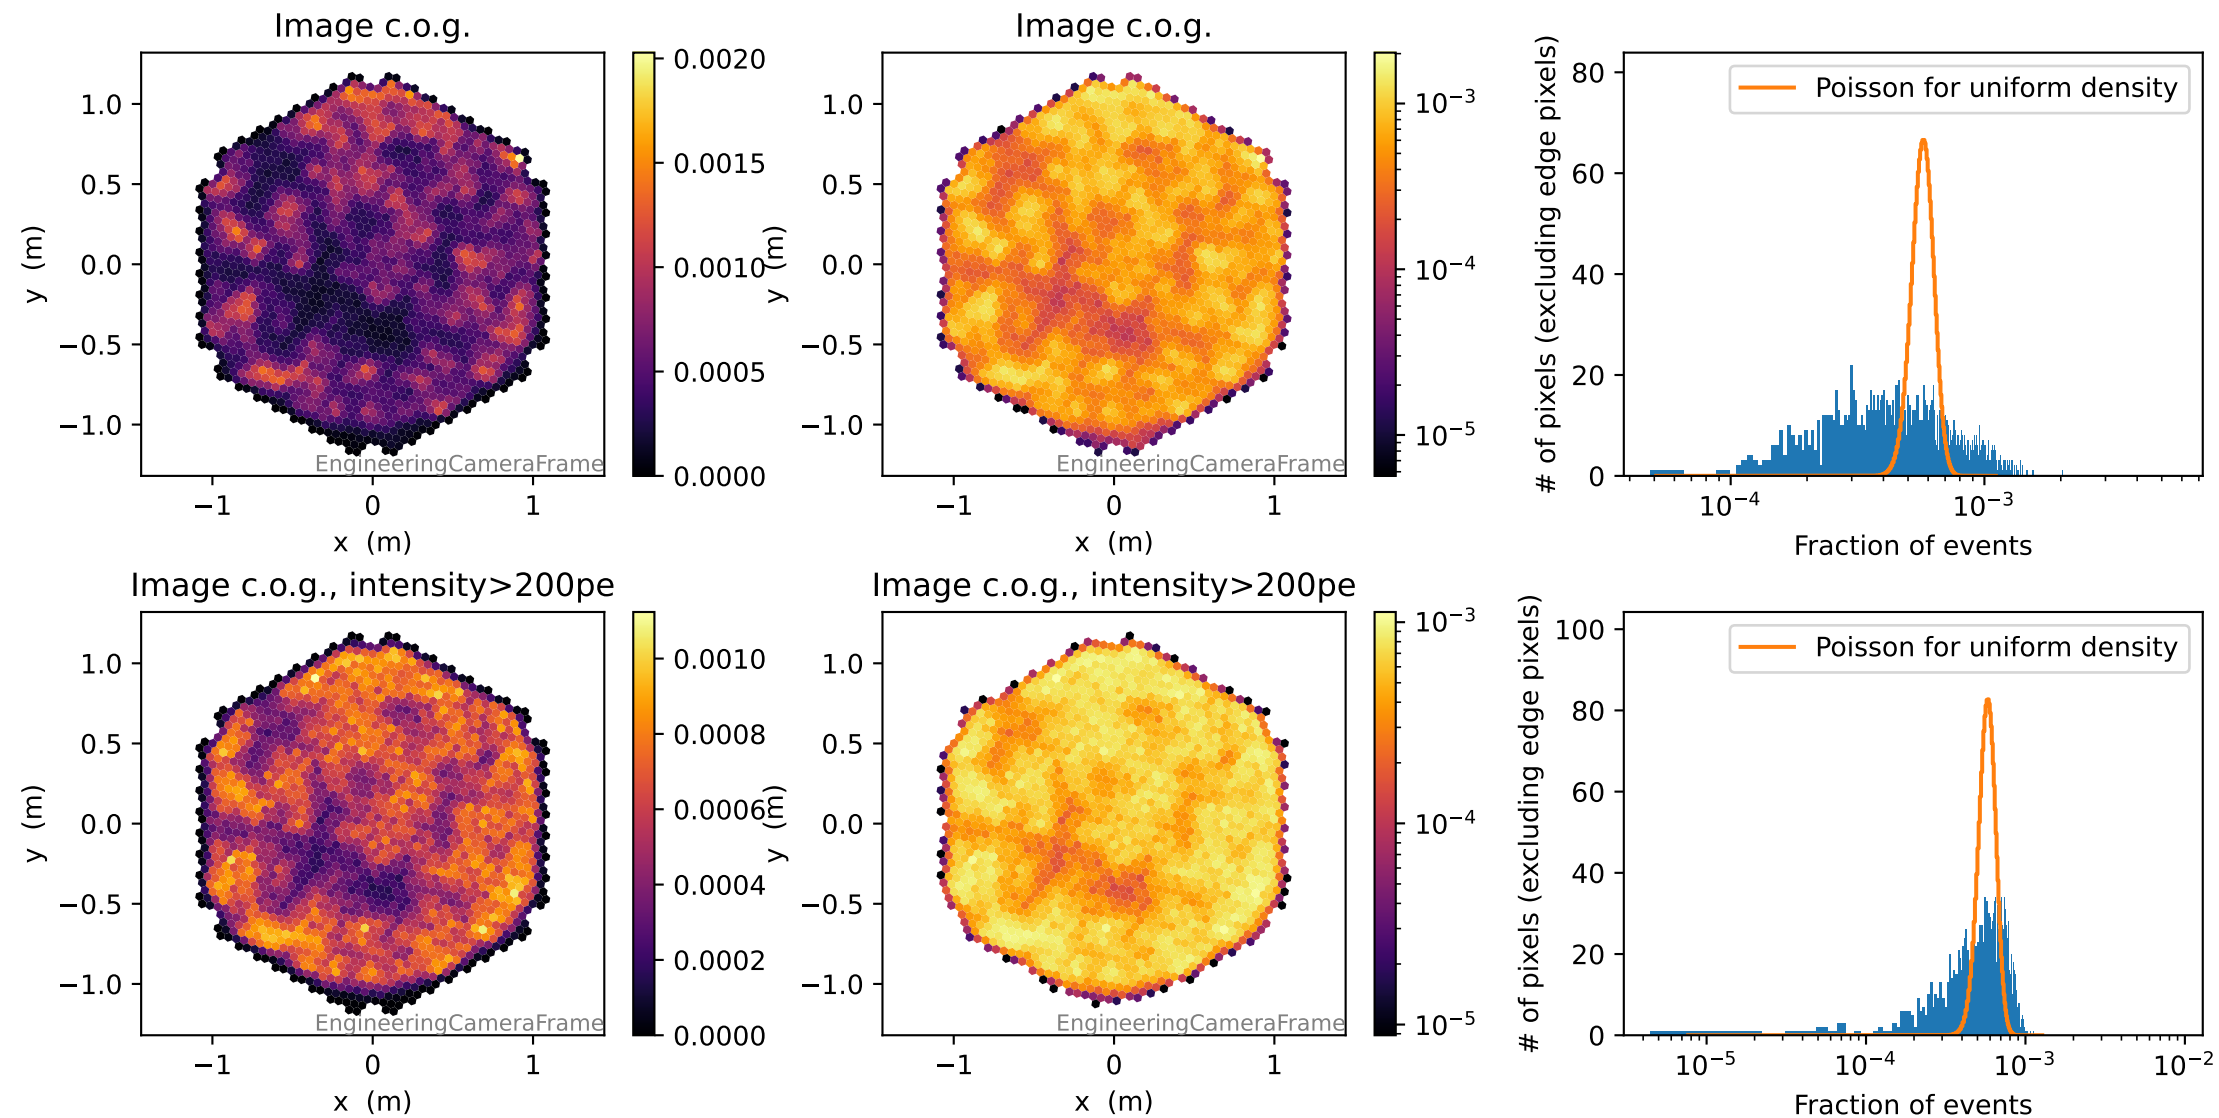 Image c.o.g.
1.0
0.5
0.0
−0.5
−1.0
y (m)
−1 0 1
x (m)
EngineeringCameraFrame
0.0020
0.0015
0.0010
0.0005
0.0000
Image c.o.g.
1.0
0.5
0.0
−0.5
−1.0
y (m)
−1 0 1
x (m)
EngineeringCameraFrame
10⁻³
10⁻⁴
10⁻⁵
Poisson for uniform density
80
60
40
20
0
# of pixels (excluding edge pixels)
10⁻⁴ 10⁻³
Fraction of events
Image c.o.g., intensity>200pe
1.0
0.5
0.0
−0.5
−1.0
y (m)
−1 0 1
x (m)
EngineeringCameraFrame
0.0010
0.0008
0.0006
0.0004
0.0002
0.0000
Image c.o.g., intensity>200pe
1.0
0.5
0.0
−0.5
−1.0
y (m)
−1 0 1
x (m)
EngineeringCameraFrame
10⁻³
10⁻⁴
10⁻⁵
Poisson for uniform density
100
80
60
40
20
0
# of pixels (excluding edge pixels)
10⁻⁵ 10⁻⁴ 10⁻³ 10⁻²
Fraction of events